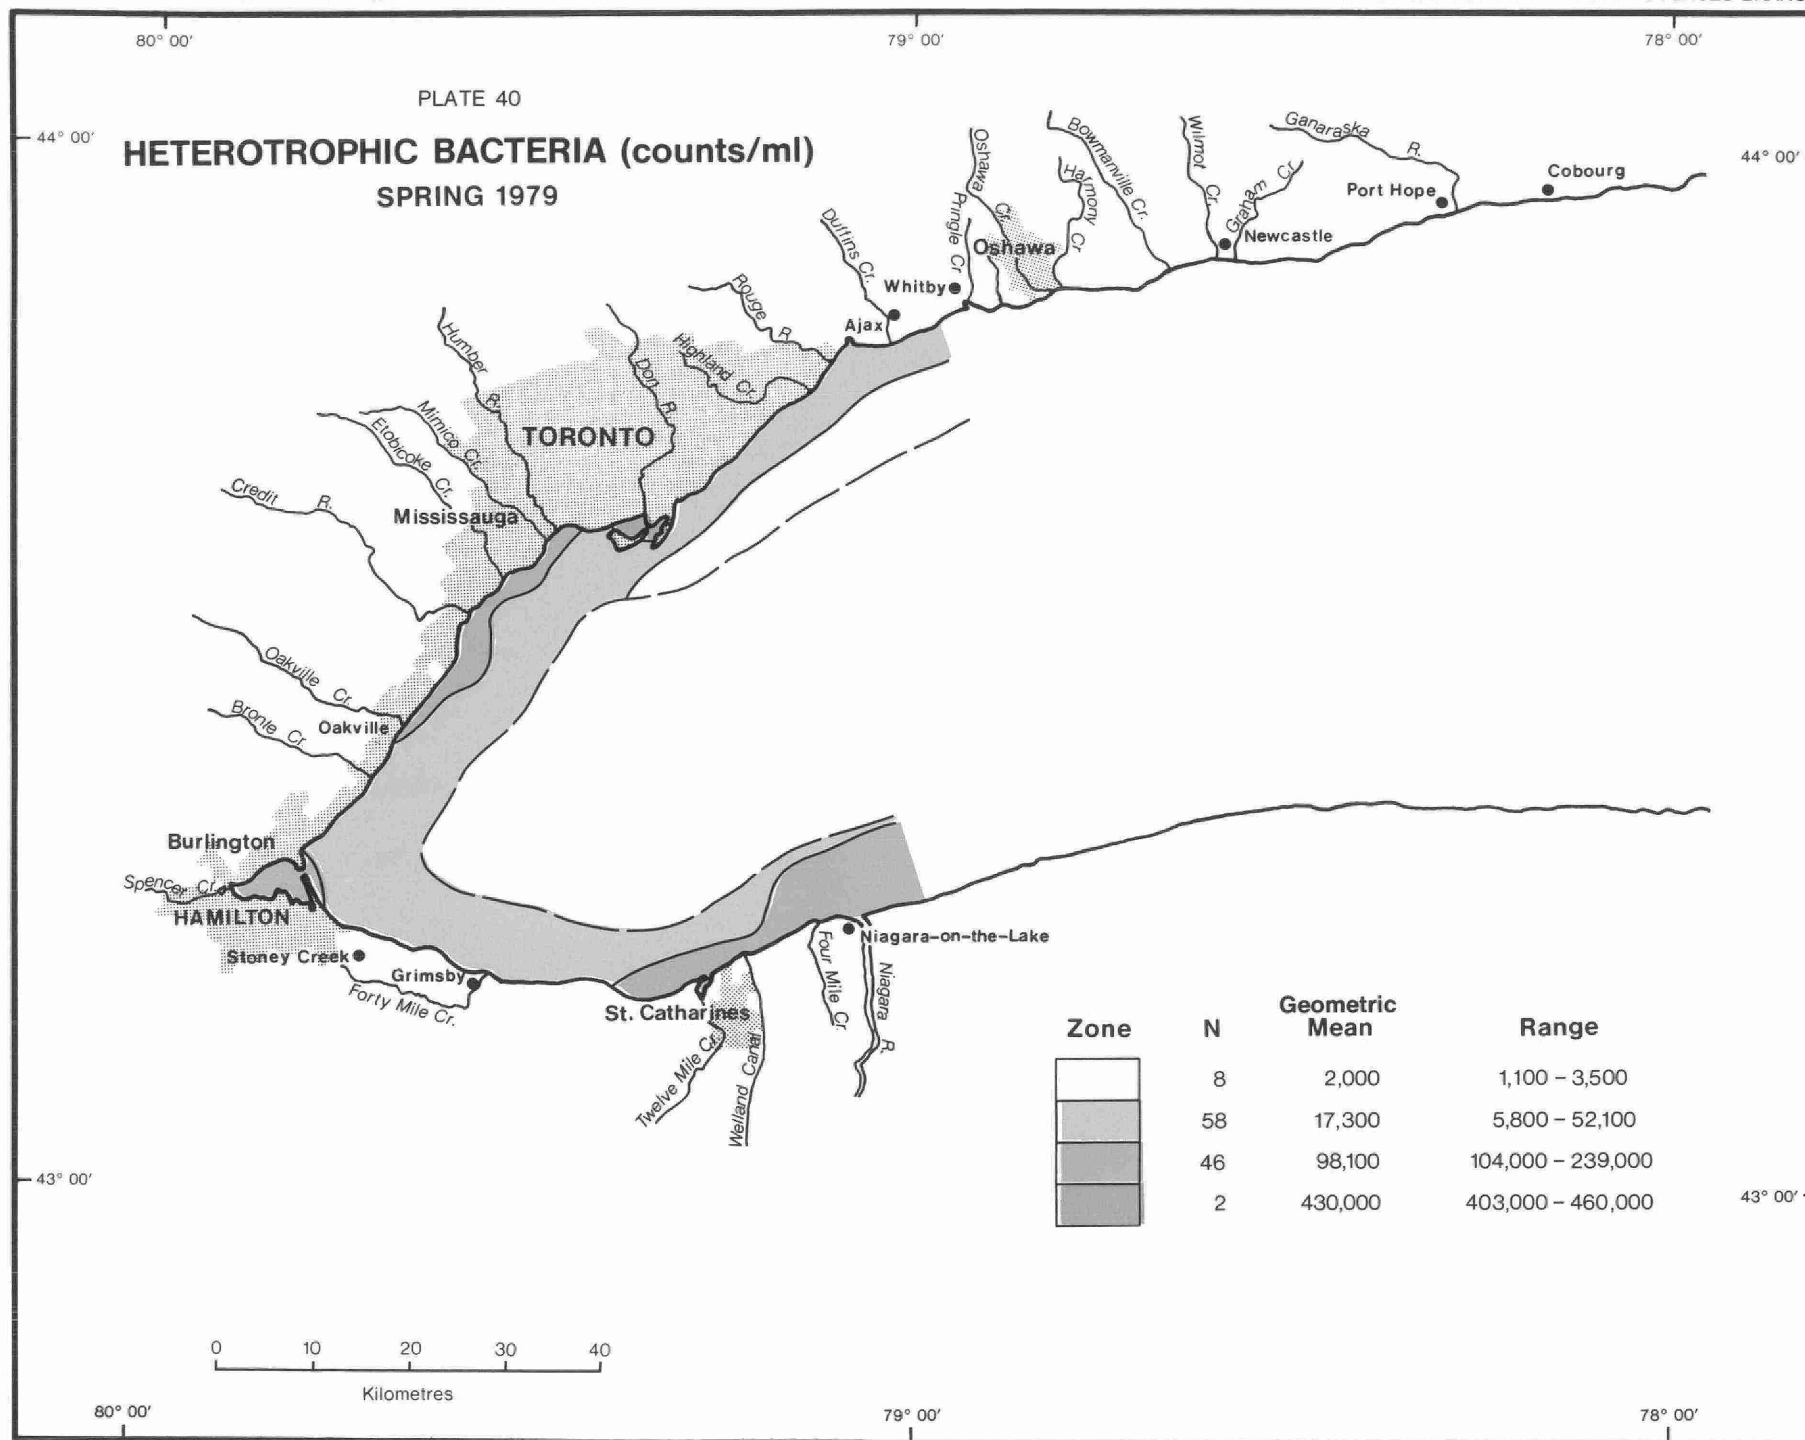 80° 00′ 79° 00′ 78° 00′
PLATE 40
44° 00′
HETEROTROPHIC BACTERIA (counts/ml)
SPRING 1979
44° 00′
Ganaraska R.
Cobourg
Port Hope
Wilmot Cr.
Graham Cr.
Newcastle
Bowmanville Cr.
Harmony Cr.
Oshawa Cr.
Oshawa
Pringle Cr.
Whitby
Duffins Cr.
Ajax
Rouge R.
Highland Cr.
Don R.
Humber R.
TORONTO
Mimico Cr.
Etobicoke Cr.
Mississauga
Credit R.
Oakville Cr.
Oakville
Bronte Cr.
Burlington
Spencer Cr.
HAMILTON
Stoney Creek
Grimsby
Forty Mile Cr.
St. Catharines
Twelve Mile Cr.
Welland Canal
Four Mile Cr.
Niagara-on-the-Lake
Niagara R.
Zone N Geometric Mean Range
8 2,000 1,100 – 3,500
58 17,300 5,800 – 52,100
46 98,100 104,000 – 239,000
2 430,000 403,000 – 460,000
43° 00′
43° 00′
0 10 20 30 40
Kilometres
80° 00′ 79° 00′ 78° 00′